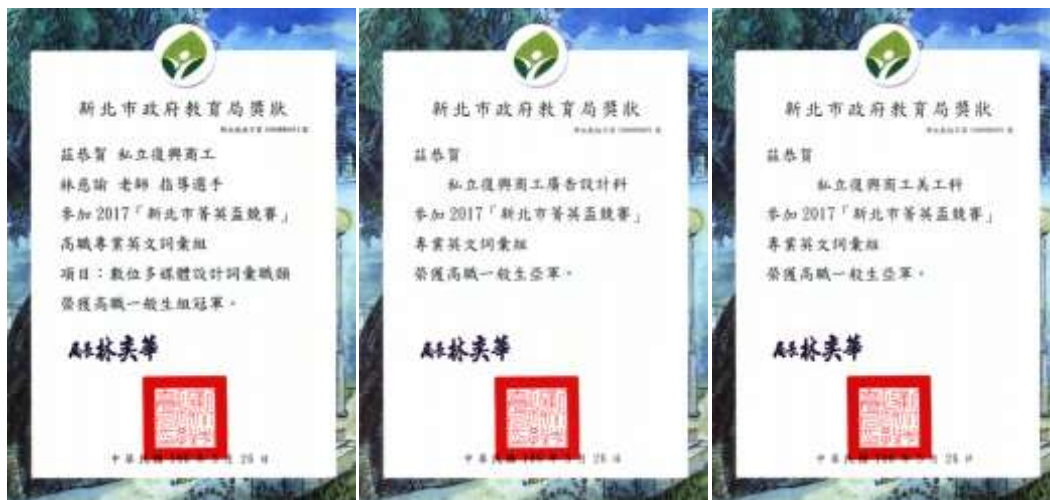 新北市政府教育局獎狀
茲恭賀 私立復興商工
林慈諭 老師 指導選手
參加 2017「新北市菁英盃競賽」
高職專業英文詞彙組
項目：數位多媒體設計詞彙職類
榮獲高職一般生組冠軍。
局長林奕華
新北市政府教育局獎狀
茲恭賀
私立復興商工廣告設計科
參加 2017「新北市菁英盃競賽」
專業英文詞彙組
榮獲高職一般生亞軍。
局長林奕華
新北市政府教育局獎狀
茲恭賀
私立復興商工美工科
參加 2017「新北市菁英盃競賽」
專業英文詞彙組
榮獲高職一般生亞軍。
局長林奕華